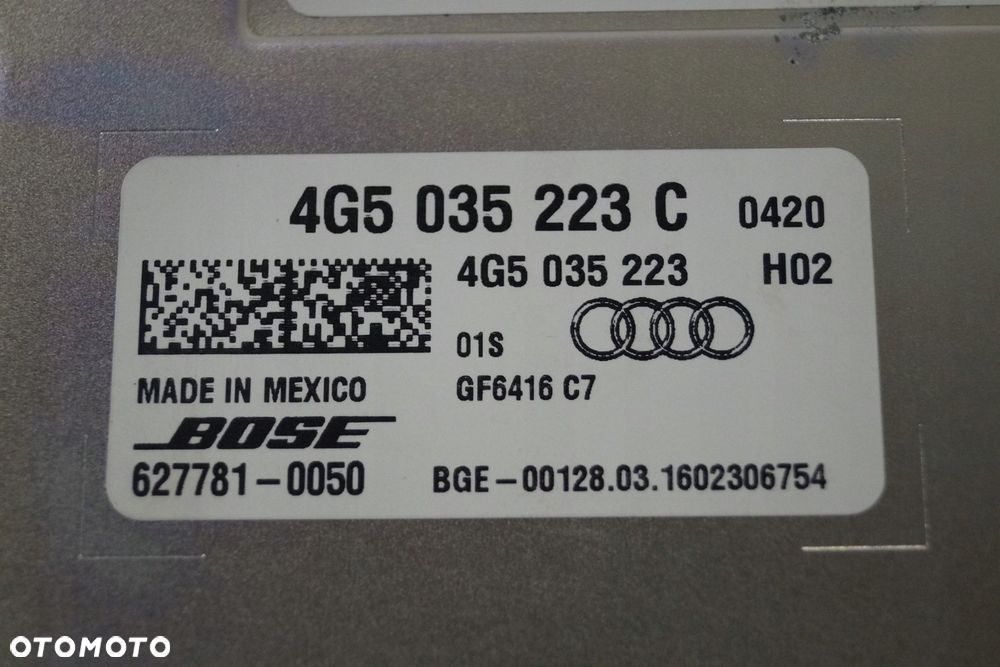 4G5 035 223 C 0420
4G5 035 223 H02
01S
MADE IN MEXICO GF6416 C7
BOSE
627781-0050 BGE-00128.03.1602306754
OTOMOTO